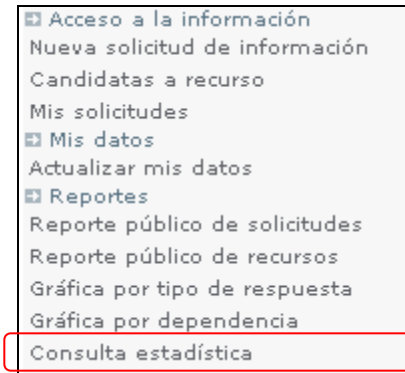 Acceso a la información
Nueva solicitud de información
Candidatas a recurso
Mis solicitudes
Mis datos
Actualizar mis datos
Reportes
Reporte público de solicitudes
Reporte público de recursos
Gráfica por tipo de respuesta
Gráfica por dependencia
Consulta estadística